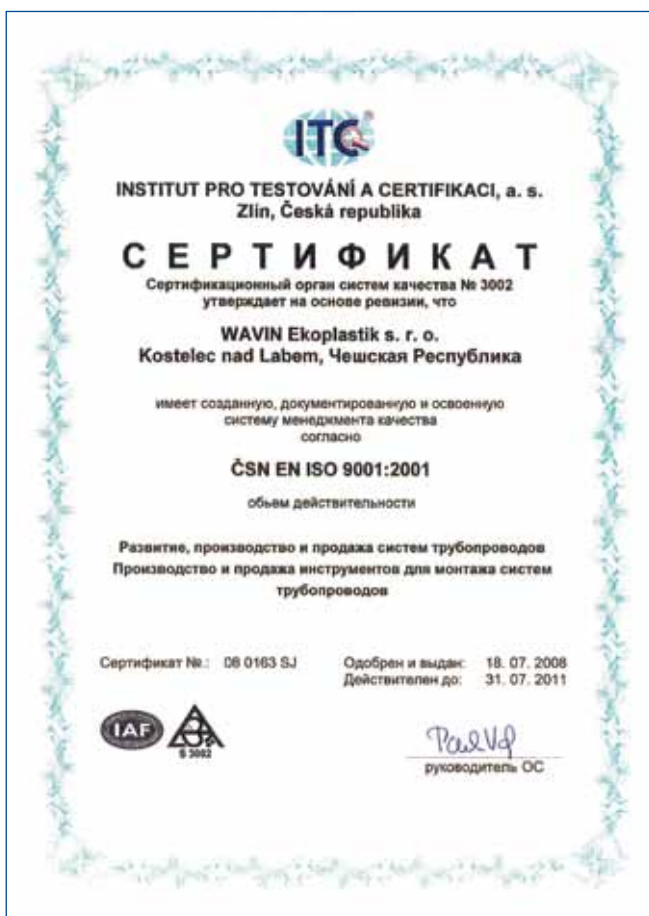 ITC®
INSTITUT PRO TESTOVÁNÍ A CERTIFIKACI, a. s.
Zlín, Česká republika
СЕРТИФИКАТ
Сертификационный орган систем качества № 3002
утверждает на основе ревизии, что
WAVIN Ekoplastik s. r. o.
Kostelec nad Labem, Чешская Республика
имеет созданную, документированную и освоенную
систему менеджмента качества
согласно
ČSN EN ISO 9001:2001
объем действительности
Развитие, производство и продажа систем трубопроводов
Производство и продажа инструментов для монтажа систем
трубопроводов
Сертификат №.: 08 0163 SJ
Одобрен и выдан: 18. 07. 2008
Действителен до: 31. 07. 2011
IAF
S 3002
руководитель ОС